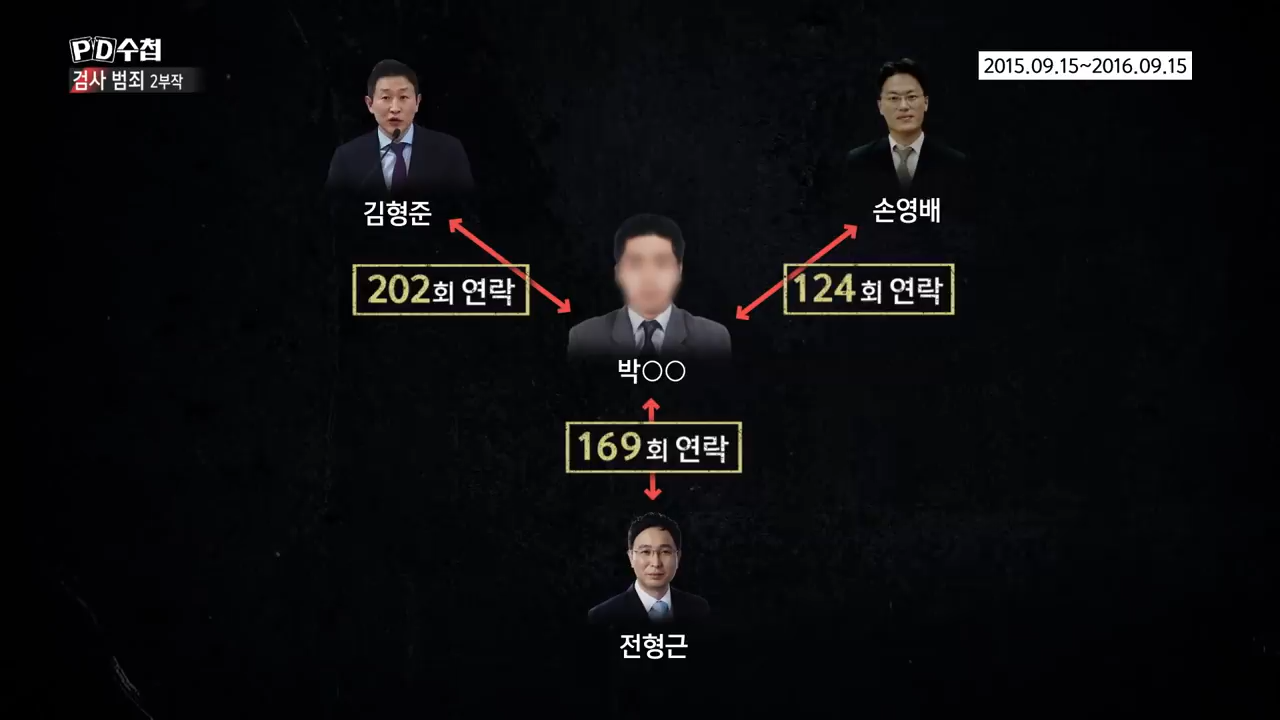 PD수첩
검사 범죄 2부작
2015.09.15~2016.09.15
김형준
손영배
202회 연락
124회 연락
박○○
169회 연락
전형근